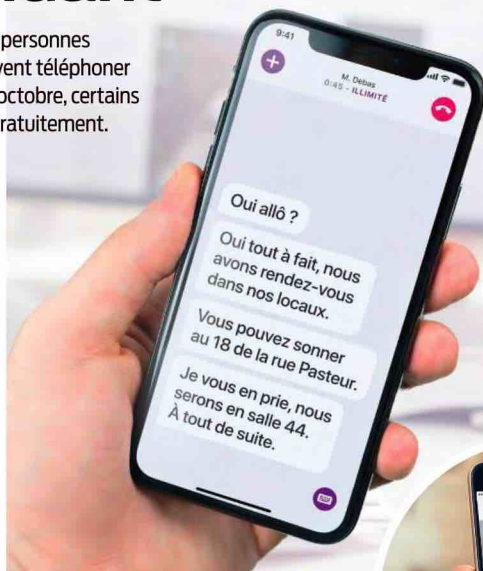 personnes
téléphoner
octobre, certains
gratuitement.
9:41
M. Debas
0:45 - ILLIMITÉ
Oui allô ?
Oui tout à fait, nous
avons rendez-vous
dans nos locaux.
Vous pouvez sonner
au 18 de la rue Pasteur.
Je vous en prie, nous
serons en salle 44.
À tout de suite.